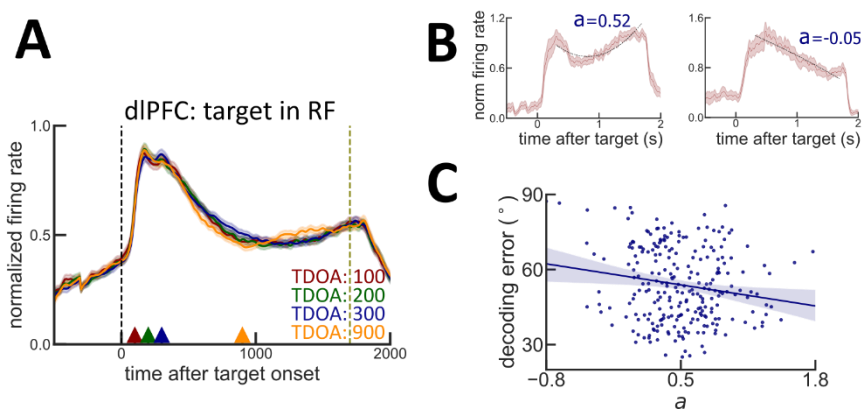 A
dlPFC: target in RF
normalized firing rate
1.0
0.5
0.0
TDOA: 100
TDOA: 200
TDOA: 300
TDOA: 900
0
1000
2000
time after target onset
B
norm firing rate
1.2
0.6
0.0
a=0.52
0
1
2
time after target (s)
1.6
0.8
0.0
a=-0.05
0
1
2
time after target (s)
C
decoding error (°)
90
60
30
−0.8
0.5
1.8
a